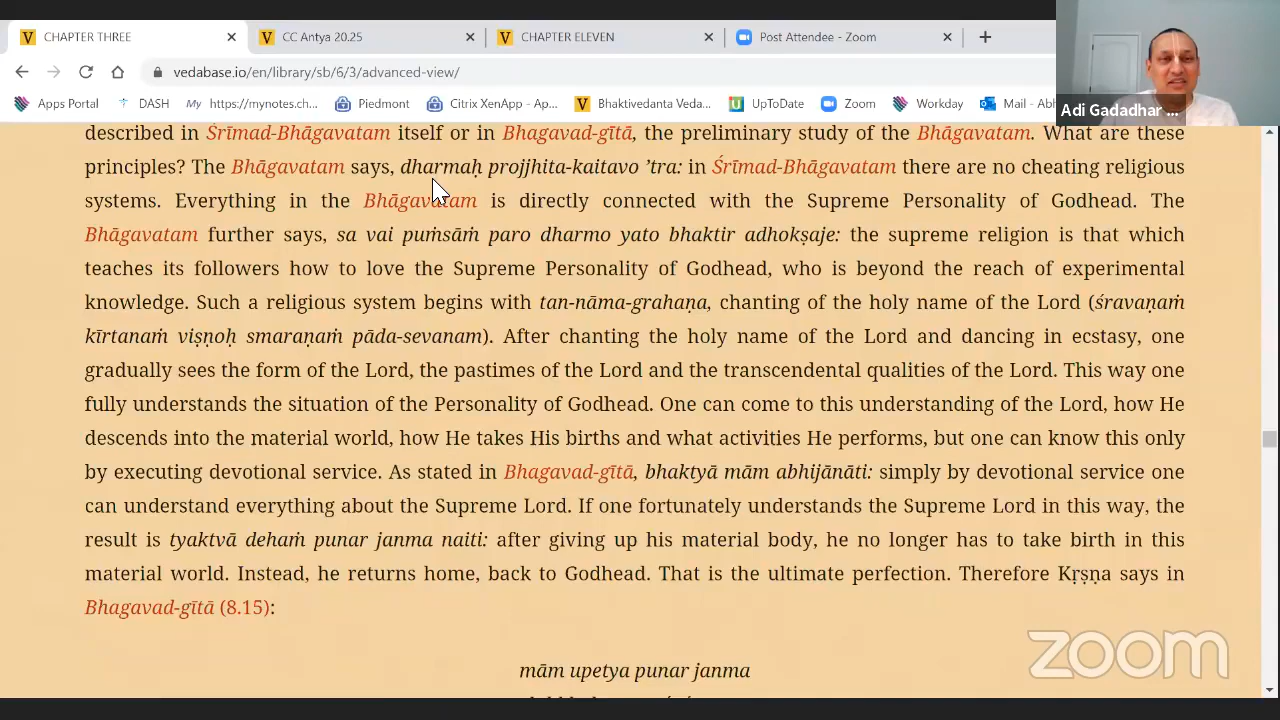 CHAPTER THREE
CC Antya 20.25
CHAPTER ELEVEN
Post Attendee - Zoom
vedabase.io/en/library/sb/6/3/advanced-view/
Apps Portal
DASH
My
https://mynotes.ch...
Piedmont
Citrix XenApp - Ap...
Bhaktivedanta Veda...
UpToDate
Zoom
Workday
Mail - Abh
Adi Gadadhar ...
described in Śrīmad-Bhāgavatam itself or in Bhagavad-gītā, the preliminary study of the Bhāgavatam. What are these
principles? The Bhāgavatam says, dharmaḥ projjhita-kaitavo ’tra: in Śrīmad-Bhāgavatam there are no cheating religious
systems. Everything in the Bhāgavatam is directly connected with the Supreme Personality of Godhead. The
Bhāgavatam further says, sa vai puṁsāṁ paro dharmo yato bhaktir adhokṣaje: the supreme religion is that which
teaches its followers how to love the Supreme Personality of Godhead, who is beyond the reach of experimental
knowledge. Such a religious system begins with tan-nāma-grahaṇa, chanting of the holy name of the Lord (śravaṇaṁ
kīrtanaṁ viṣṇoḥ smaraṇaṁ pāda-sevanam). After chanting the holy name of the Lord and dancing in ecstasy, one
gradually sees the form of the Lord, the pastimes of the Lord and the transcendental qualities of the Lord. This way one
fully understands the situation of the Personality of Godhead. One can come to this understanding of the Lord, how He
descends into the material world, how He takes His births and what activities He performs, but one can know this only
by executing devotional service. As stated in Bhagavad-gītā, bhaktyā mām abhijānāti: simply by devotional service one
can understand everything about the Supreme Lord. If one fortunately understands the Supreme Lord in this way, the
result is tyaktvā dehaṁ punar janma naiti: after giving up his material body, he no longer has to take birth in this
material world. Instead, he returns home, back to Godhead. That is the ultimate perfection. Therefore Kṛṣṇa says in
Bhagavad-gītā (8.15):
mām upetya punar janma
zoom